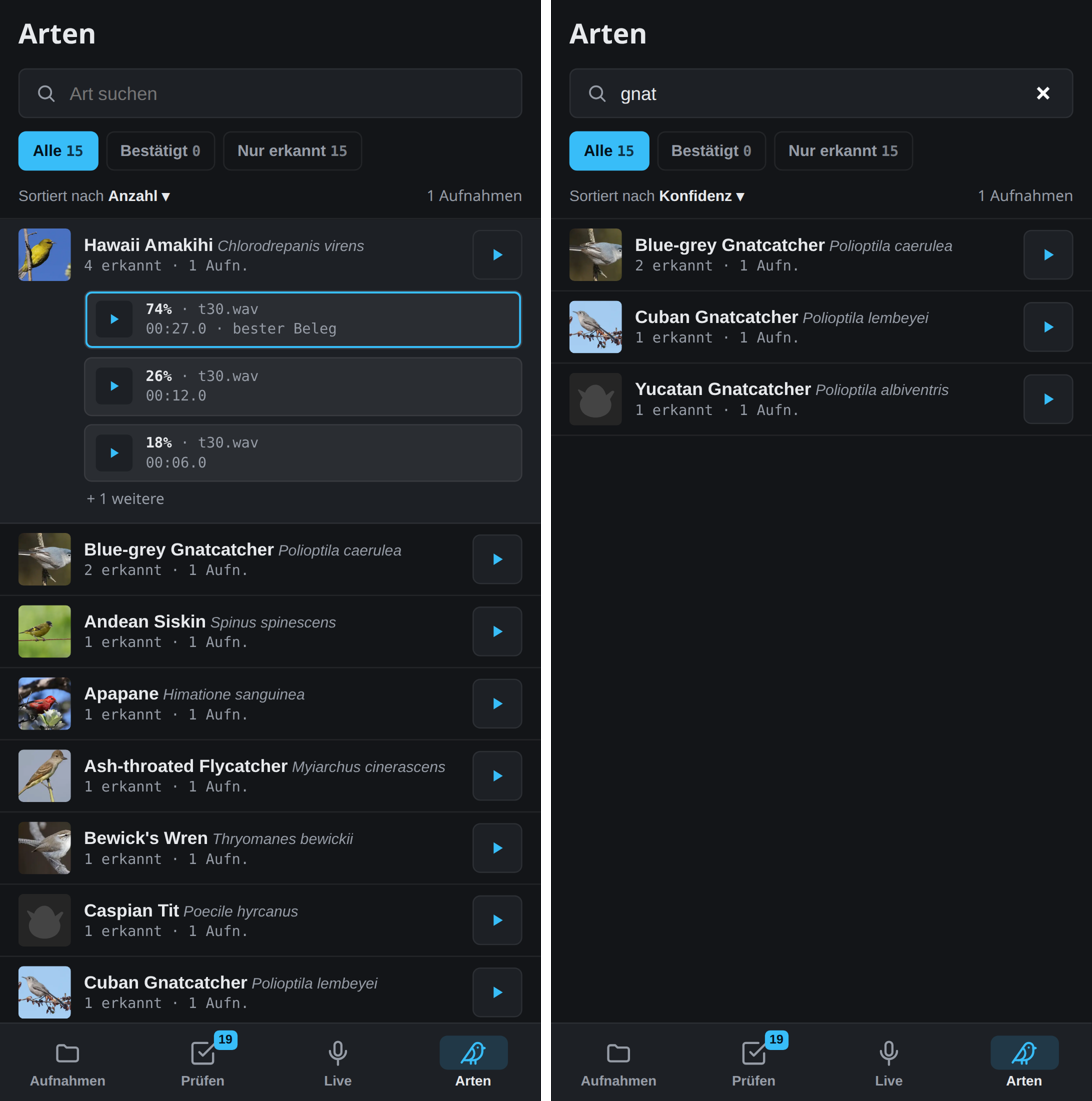 Arten
Art suchen
Alle 15
Bestätigt 0
Nur erkannt 15
Sortiert nach Anzahl ▾
1 Aufnahmen
Hawaii Amakihi Chlorodrepanis virens
4 erkannt · 1 Aufn.
74% · t30.wav
00:27.0 · bester Beleg
26% · t30.wav
00:12.0
18% · t30.wav
00:06.0
+ 1 weitere
Blue-grey Gnatcatcher Polioptila caerulea
2 erkannt · 1 Aufn.
Andean Siskin Spinus spinescens
1 erkannt · 1 Aufn.
Apapane Himatione sanguinea
1 erkannt · 1 Aufn.
Ash-throated Flycatcher Myiarchus cinerascens
1 erkannt · 1 Aufn.
Bewick's Wren Thryomanes bewickii
1 erkannt · 1 Aufn.
Caspian Tit Poecile hyrcanus
1 erkannt · 1 Aufn.
Cuban Gnatcatcher Polioptila lembeyei
1 erkannt · 1 Aufn.
19
Aufnahmen
Prüfen
Live
Arten
Arten
gnat
Alle 15
Bestätigt 0
Nur erkannt 15
Sortiert nach Konfidenz ▾
1 Aufnahmen
Blue-grey Gnatcatcher Polioptila caerulea
2 erkannt · 1 Aufn.
Cuban Gnatcatcher Polioptila lembeyei
1 erkannt · 1 Aufn.
Yucatan Gnatcatcher Polioptila albiventris
1 erkannt · 1 Aufn.
19
Aufnahmen
Prüfen
Live
Arten